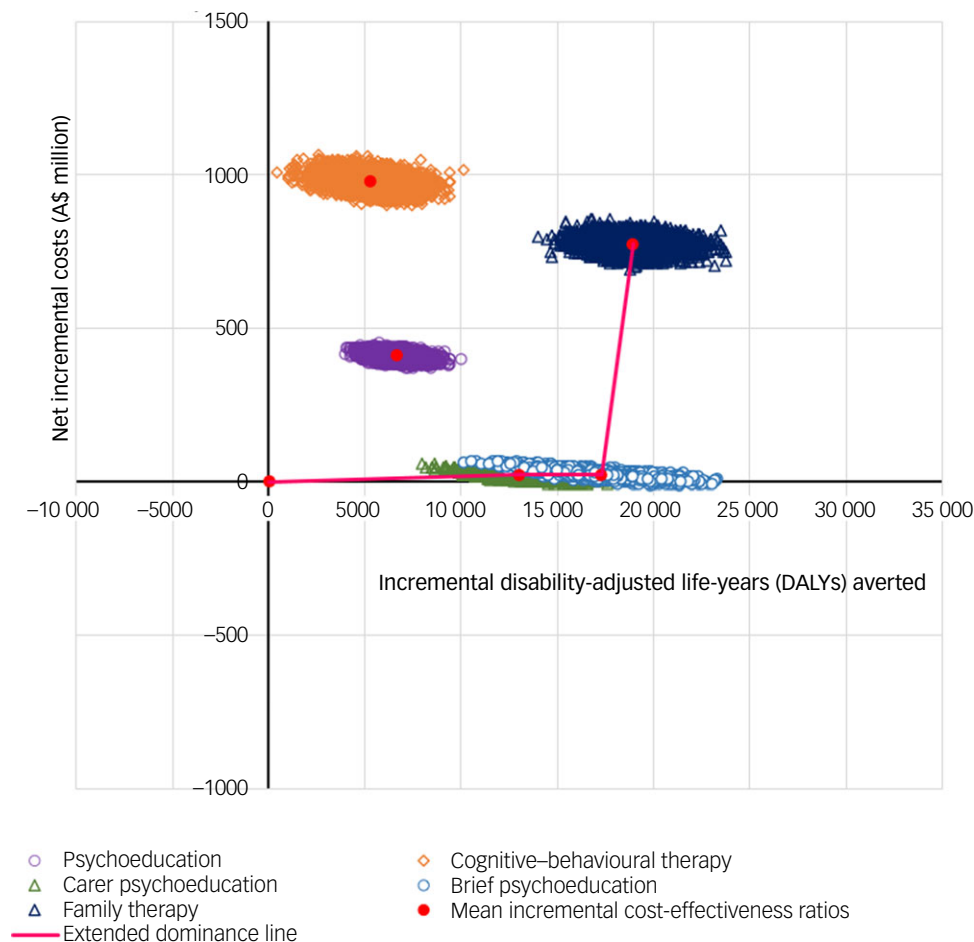 1500
1000
500
0
−500
−1000
Net incremental costs (A$ million)
−10 000 −5000 0 5000 10 000 15 000 20 000 25 000 30 000 35 000
Incremental disability-adjusted life-years (DALYs) averted
Psychoeducation
Carer psychoeducation
Family therapy
Extended dominance line
Cognitive–behavioural therapy
Brief psychoeducation
Mean incremental cost-effectiveness ratios